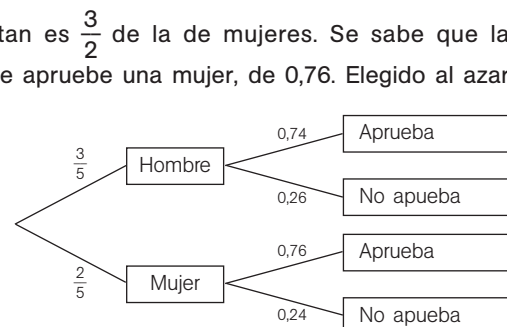 tan es 3/2 de la de mujeres. Se sabe que la
e apruebe una mujer, de 0,76. Elegido al azar
0,74 Aprueba
3/5 Hombre
0,26 No apueba
0,76 Aprueba
2/5 Mujer
0,24 No apueba